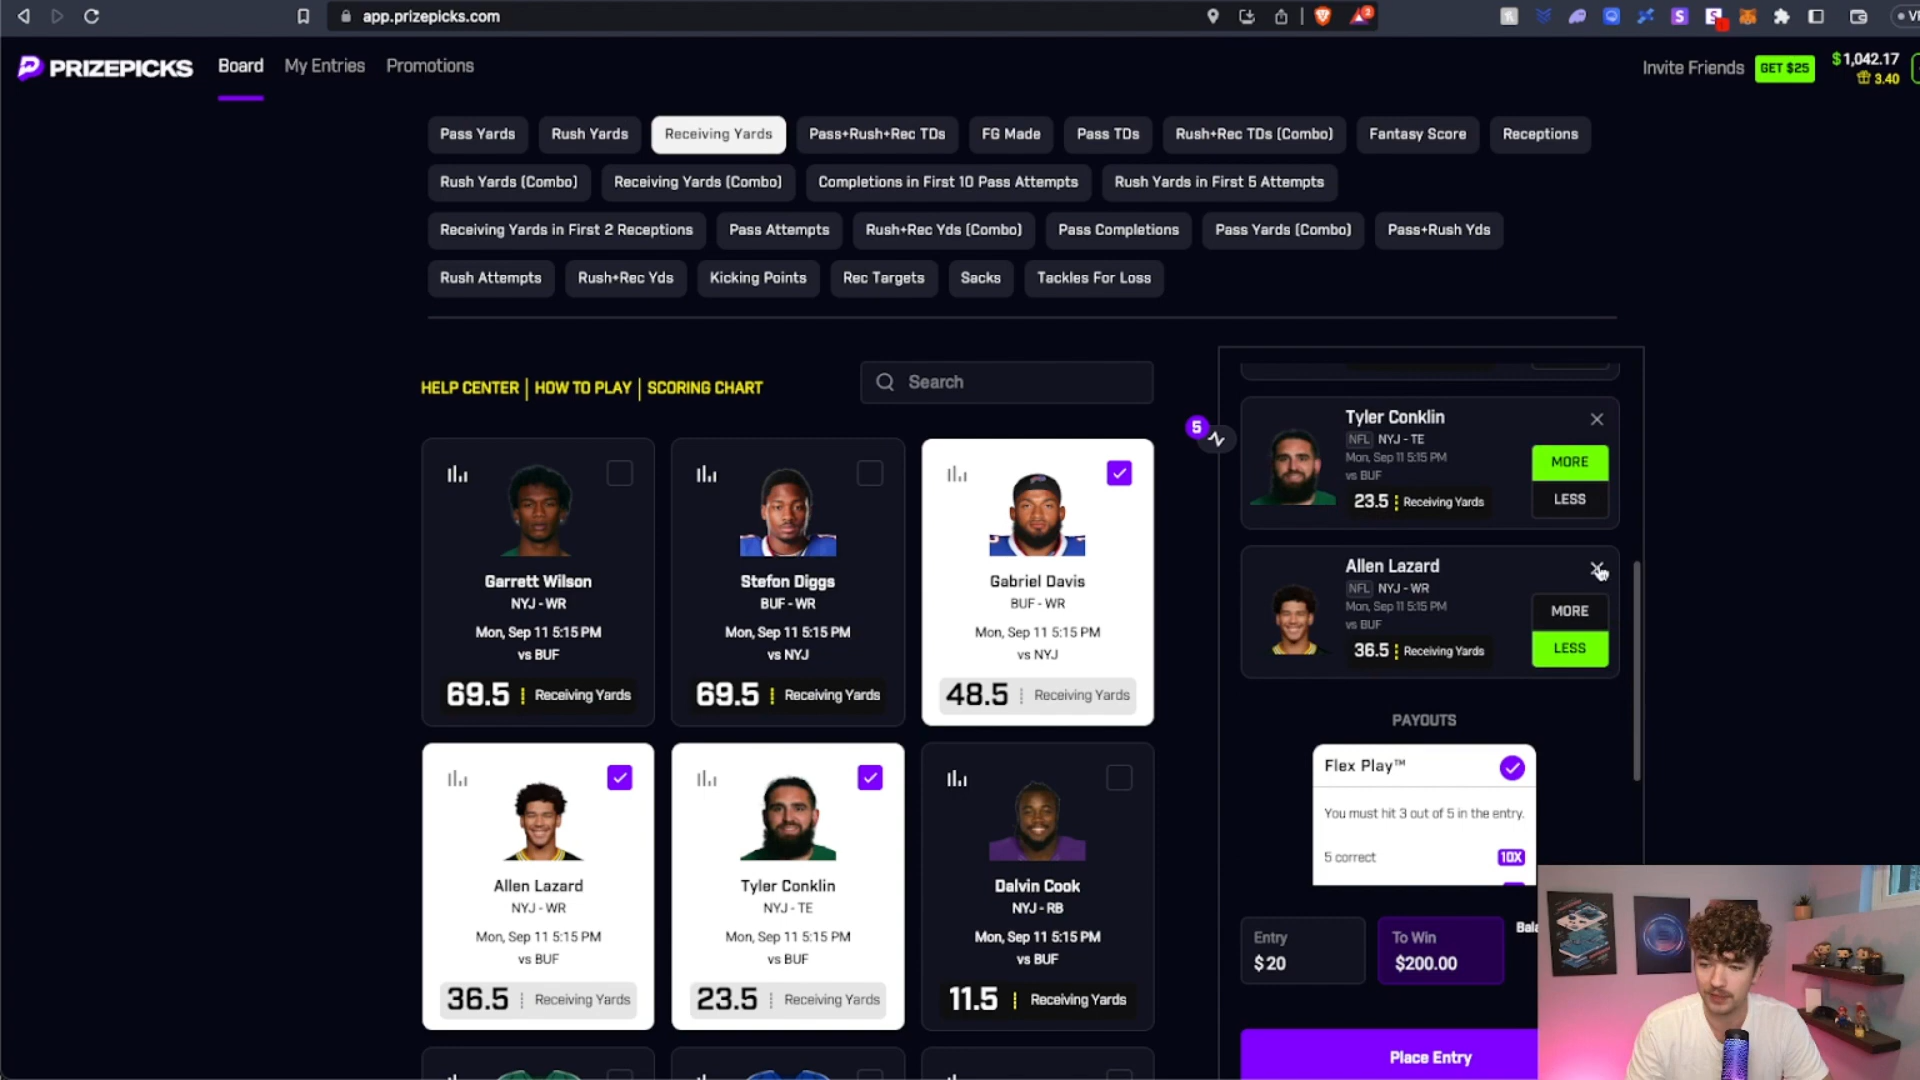 app.prizepicks.com
2
PRIZEPICKS
Board
My Entries
Promotions
Invite Friends
GET $25
$1,042.17
3.40
Pass Yards
Rush Yards
Receiving Yards
Pass+Rush+Rec TDs
FG Made
Pass TDs
Rush+Rec TDs (Combo)
Fantasy Score
Receptions
Rush Yards (Combo)
Receiving Yards (Combo)
Completions in First 10 Pass Attempts
Rush Yards in First 5 Attempts
Receiving Yards in First 2 Receptions
Pass Attempts
Rush+Rec Yds (Combo)
Pass Completions
Pass Yards (Combo)
Pass+Rush Yds
Rush Attempts
Rush+Rec Yds
Kicking Points
Rec Targets
Sacks
Tackles For Loss
HELP CENTER | HOW TO PLAY | SCORING CHART
Search
Garrett Wilson
NYJ - WR
Mon, Sep 11 5:15 PM
vs BUF
69.5 Receiving Yards
Stefon Diggs
BUF - WR
Mon, Sep 11 5:15 PM
vs NYJ
69.5 Receiving Yards
Gabriel Davis
BUF - WR
Mon, Sep 11 5:15 PM
vs NYJ
48.5 Receiving Yards
Allen Lazard
NYJ - WR
Mon, Sep 11 5:15 PM
vs BUF
36.5 Receiving Yards
Tyler Conklin
NYJ - TE
Mon, Sep 11 5:15 PM
vs BUF
23.5 Receiving Yards
Dalvin Cook
NYJ - RB
Mon, Sep 11 5:15 PM
vs BUF
11.5 Receiving Yards
5
Tyler Conklin
NFL NYJ - TE
Mon, Sep 11 5:15 PM
vs BUF
23.5 Receiving Yards
MORE
LESS
Allen Lazard
NFL NYJ - WR
Mon, Sep 11 5:15 PM
vs BUF
36.5 Receiving Yards
MORE
LESS
PAYOUTS
Flex Play™
You must hit 3 out of 5 in the entry.
5 correct
10X
Entry
$20
To Win
$200.00
Place Entry